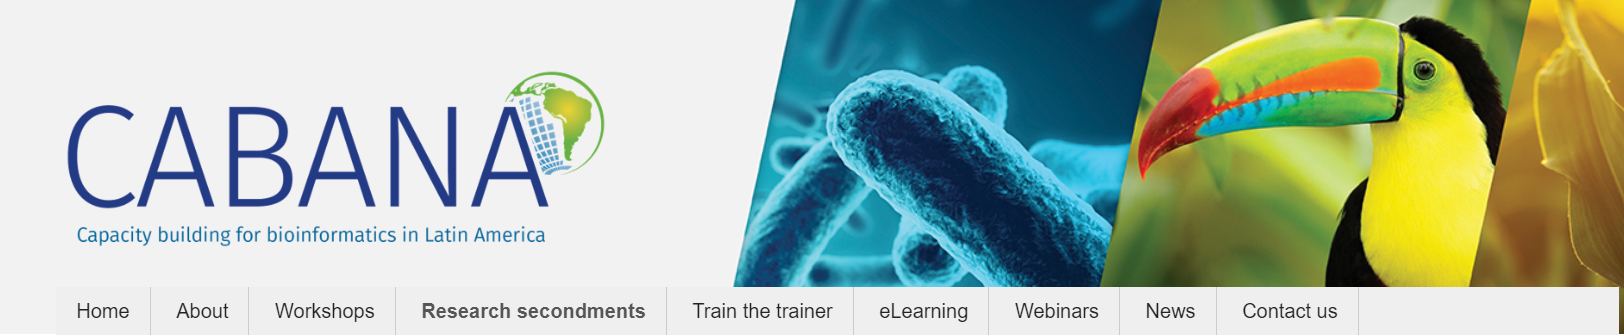 CABANA
Capacity building for bioinformatics in Latin America
Home About Workshops Research secondments Train the trainer eLearning Webinars News Contact us